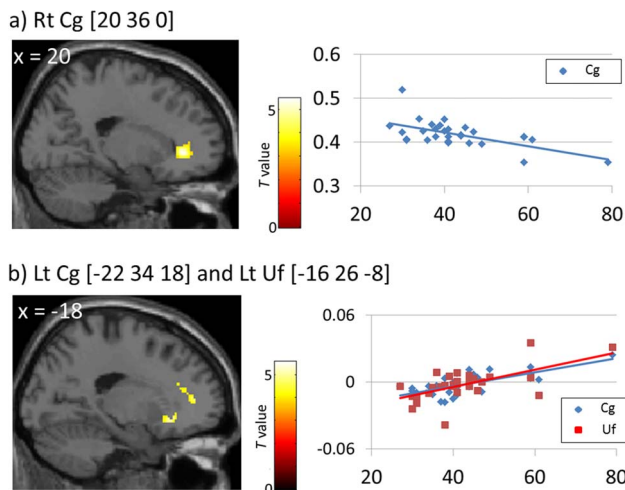 a) Rt Cg [20 36 0]
x = 20
5
0
T value
0.6
0.5
0.4
0.3
20 40 60 80
Cg
b) Lt Cg [-22 34 18] and Lt Uf [-16 26 -8]
x = -18
5
0
T value
0.06
0
-0.06
20 40 60 80
Cg
Uf